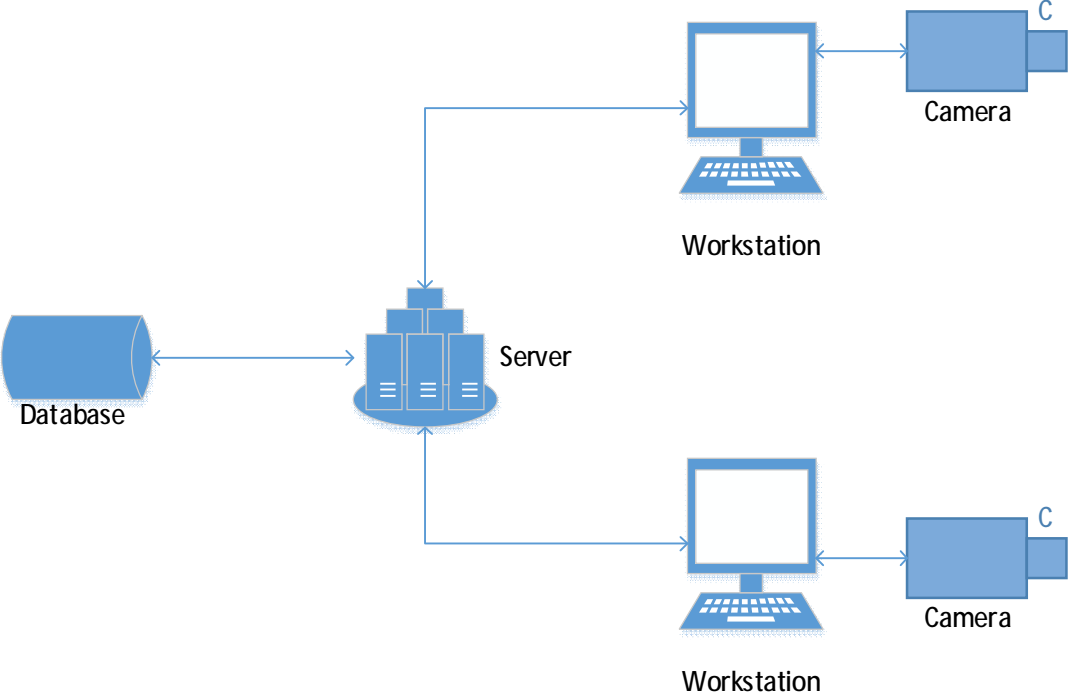 C
Camera
Workstation
Server
Database
C
Camera
Workstation